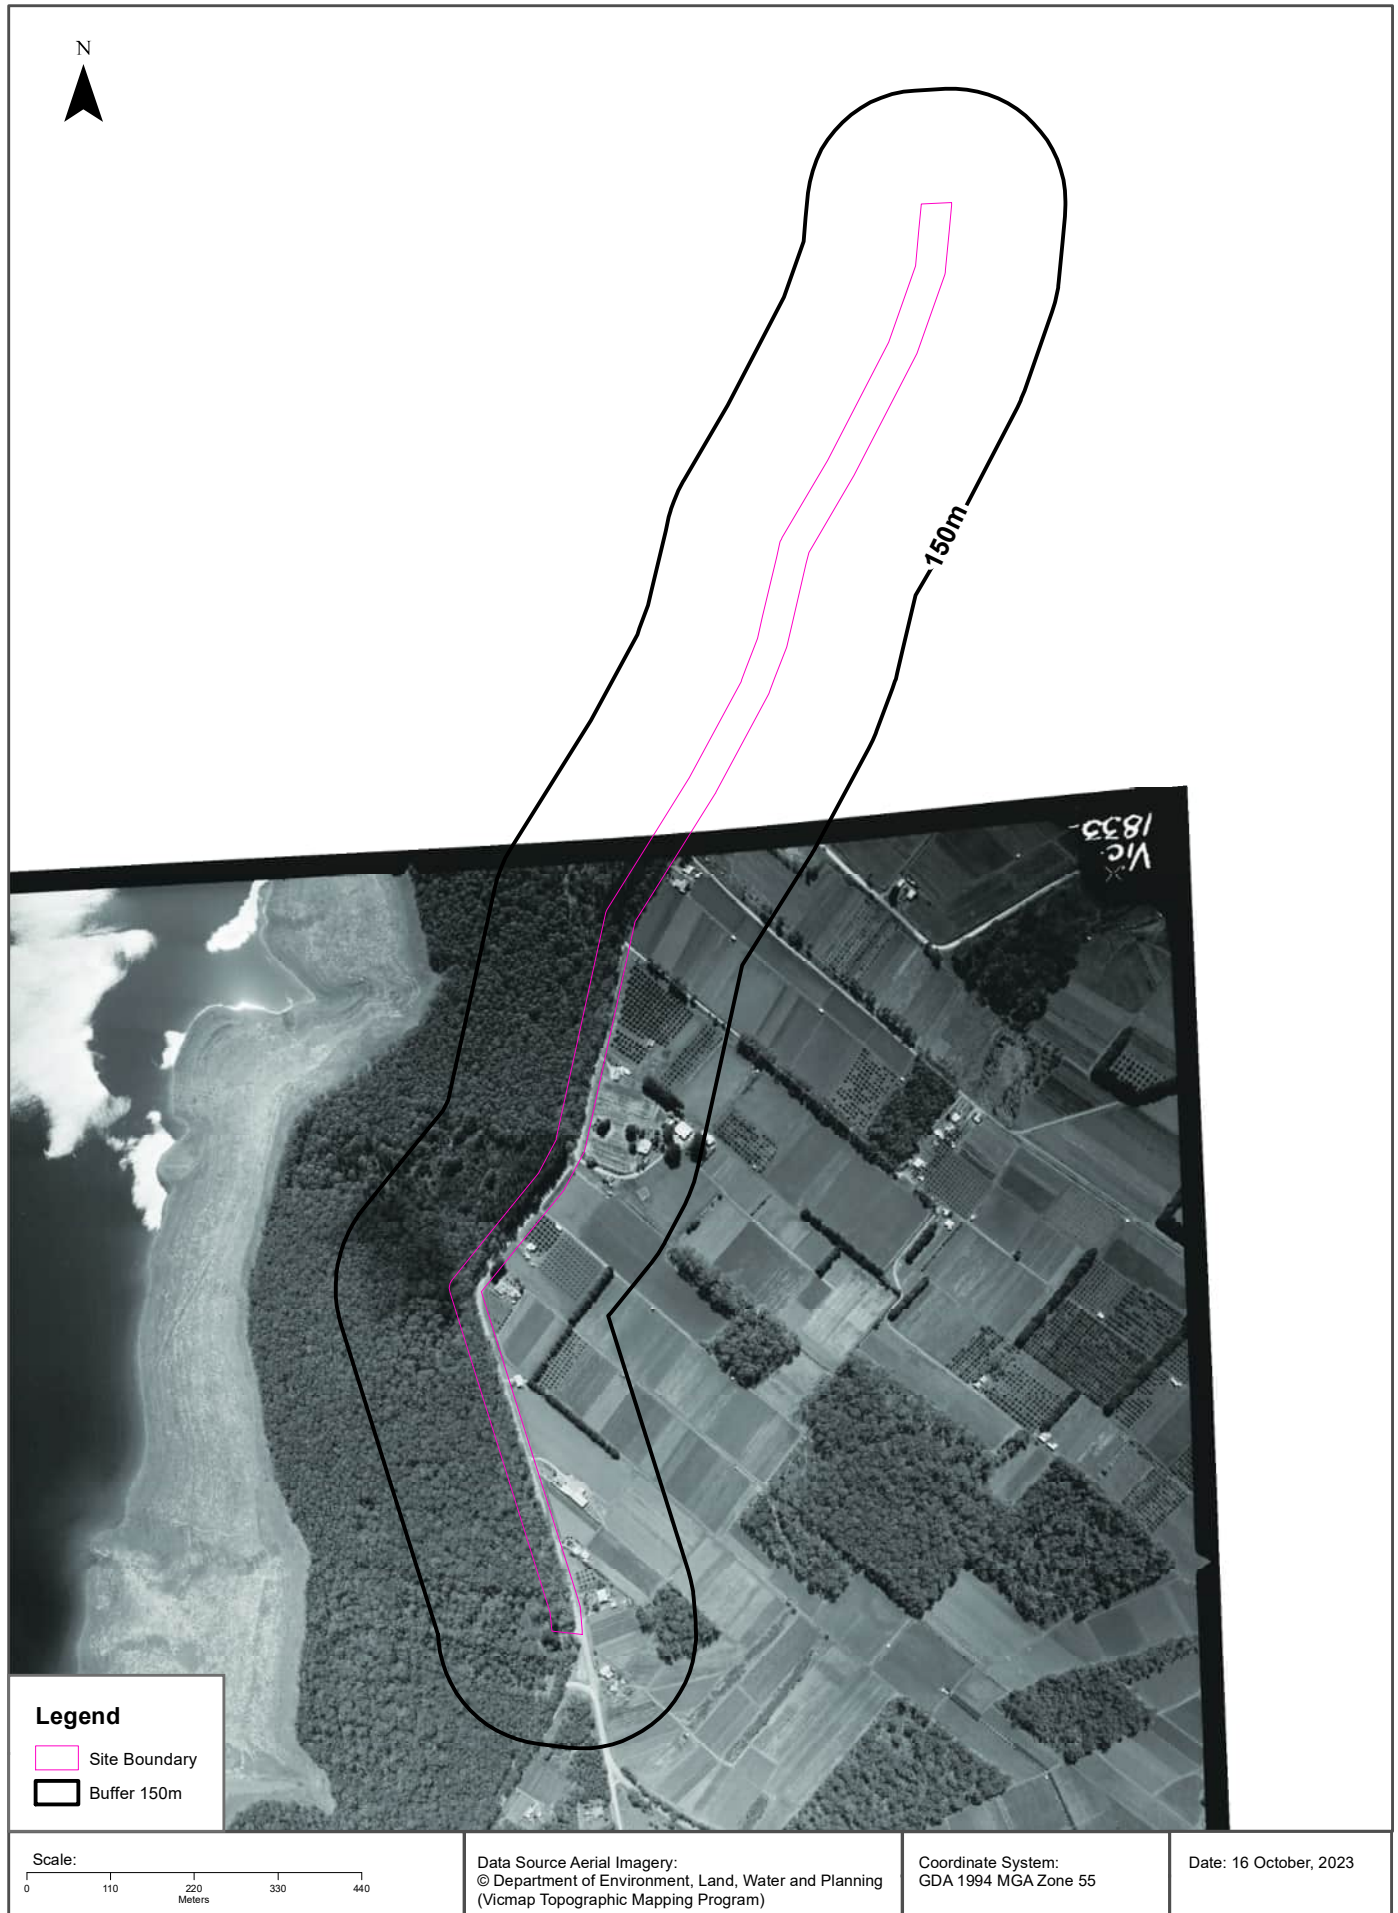 N
150m
Vic.
1833-
Legend
Site Boundary
Buffer 150m
Scale:
0 110 220 330 440
Meters
Data Source Aerial Imagery:
© Department of Environment, Land, Water and Planning
(Vicmap Topographic Mapping Program)
Coordinate System:
GDA 1994 MGA Zone 55
Date: 16 October, 2023